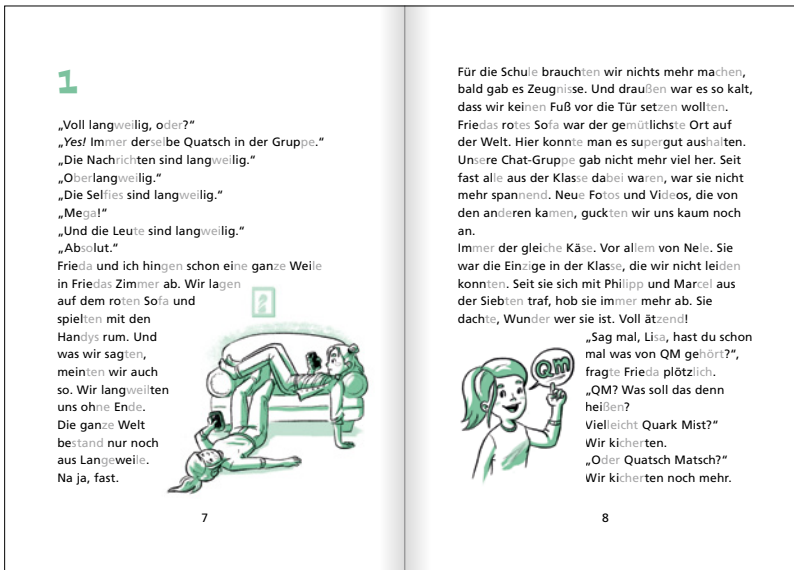 1
„Voll langweilig, oder?“
„Yes! Immer derselbe Quatsch in der Gruppe.“
„Die Nachrichten sind langweilig.“
„Oberlangweilig.“
„Die Selfies sind langweilig.“
„Mega!“
„Und die Leute sind langweilig.“
„Absolut.“
Frieda und ich hingen schon eine ganze Weile
in Friedas Zimmer ab. Wir lagen
auf dem roten Sofa und
spielten mit den
Handys rum. Und
was wir sagten,
meinten wir auch
so. Wir langweilten
uns ohne Ende.
Die ganze Welt
bestand nur noch
aus Langeweile.
Na ja, fast.
7
Für die Schule brauchten wir nichts mehr machen,
bald gab es Zeugnisse. Und draußen war es so kalt,
dass wir keinen Fuß vor die Tür setzen wollten.
Friedas rotes Sofa war der gemütlichste Ort auf
der Welt. Hier konnte man es supergut aushalten.
Unsere Chat-Gruppe gab nicht mehr viel her. Seit
fast alle aus der Klasse dabei waren, war sie nicht
mehr spannend. Neue Fotos und Videos, die von
den anderen kamen, guckten wir uns kaum noch
an.
Immer der gleiche Käse. Vor allem von Nele. Sie
war die Einzige in der Klasse, die wir nicht leiden
konnten. Seit sie sich mit Philipp und Marcel aus
der Siebten traf, hob sie immer mehr ab. Sie
dachte, Wunder wer sie ist. Voll ätzend!
„Sag mal, Lisa, hast du schon
mal was von QM gehört?“,
fragte Frieda plötzlich.
„QM? Was soll das denn
heißen?
Vielleicht Quark Mist?“
Wir kicherten.
„Oder Quatsch Matsch?“
Wir kicherten noch mehr.
Qm
8